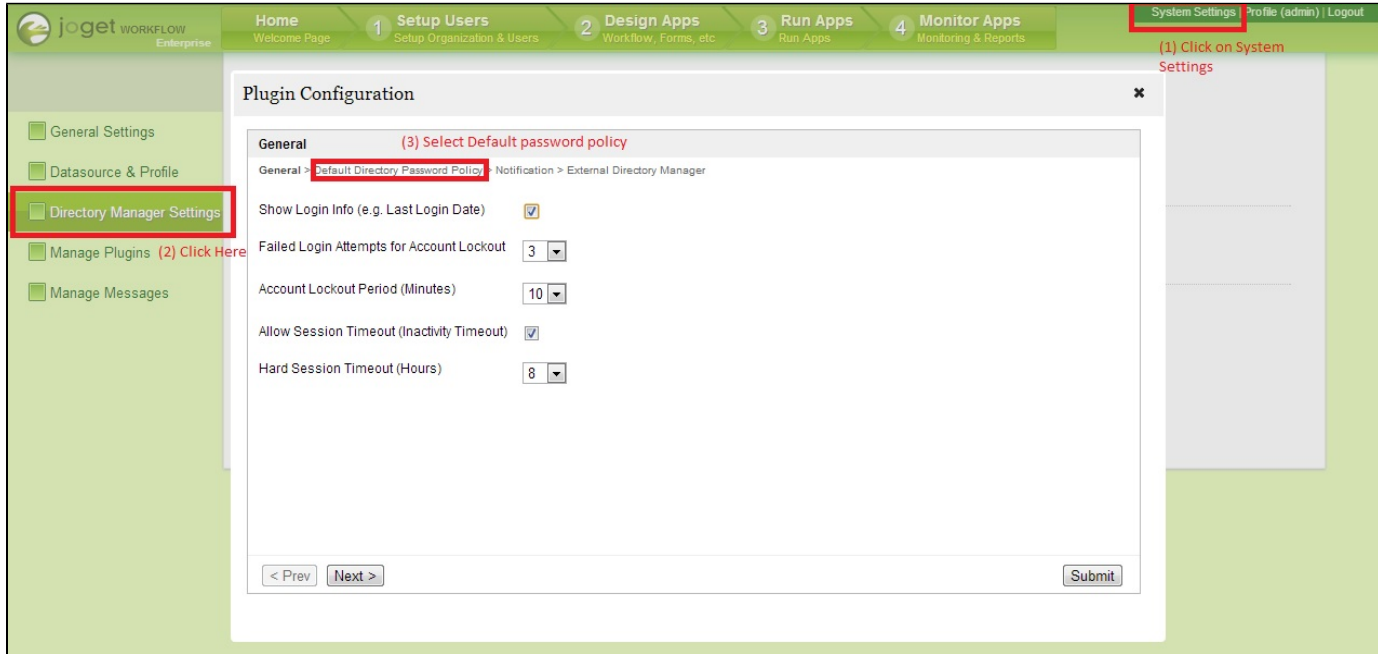 joget WORKFLOW
Enterprise
Home
Welcome Page
1 Setup Users
Setup Organization & Users
2 Design Apps
Workflow, Forms, etc
3 Run Apps
Run Apps
4 Monitor Apps
Monitoring & Reports
System Settings | Profile (admin) | Logout
(1) Click on System
Settings
Plugin Configuration
General Settings
Datasource & Profile
Directory Manager Settings
Manage Plugins (2) Click Here
Manage Messages
General (3) Select Default password policy
General > Default Directory Password Policy > Notification > External Directory Manager
Show Login Info (e.g. Last Login Date)
Failed Login Attempts for Account Lockout 3
Account Lockout Period (Minutes) 10
Allow Session Timeout (Inactivity Timeout)
Hard Session Timeout (Hours) 8
< Prev Next > Submit